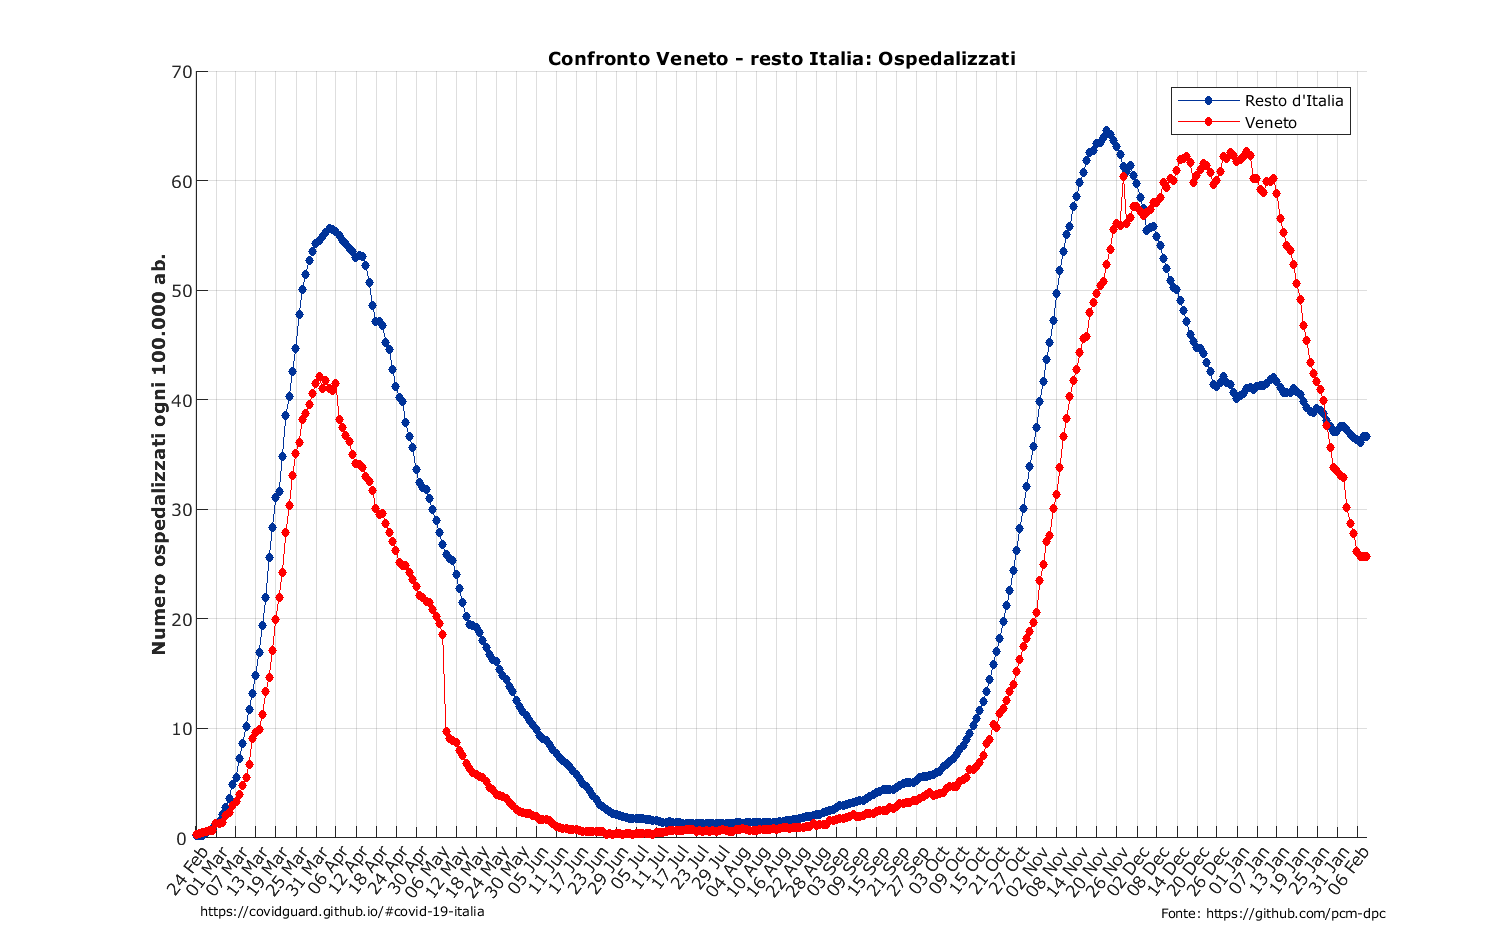 Confronto Veneto - resto Italia: Ospedalizzati
Resto d'Italia
Veneto
Numero ospedalizzati ogni 100.000 ab.
70
60
50
40
30
20
10
0
24 Feb
01 Mar
07 Mar
13 Mar
19 Mar
25 Mar
31 Mar
06 Apr
12 Apr
18 Apr
24 Apr
30 Apr
06 May
12 May
18 May
24 May
30 May
05 Jun
11 Jun
17 Jun
23 Jun
29 Jun
05 Jul
11 Jul
17 Jul
23 Jul
29 Jul
04 Aug
10 Aug
16 Aug
22 Aug
28 Aug
03 Sep
09 Sep
15 Sep
21 Sep
27 Sep
03 Oct
09 Oct
15 Oct
21 Oct
27 Oct
02 Nov
08 Nov
14 Nov
20 Nov
26 Nov
02 Dec
08 Dec
14 Dec
20 Dec
26 Dec
01 Jan
07 Jan
13 Jan
19 Jan
25 Jan
31 Jan
06 Feb
https://covidguard.github.io/#covid-19-italia
Fonte: https://github.com/pcm-dpc